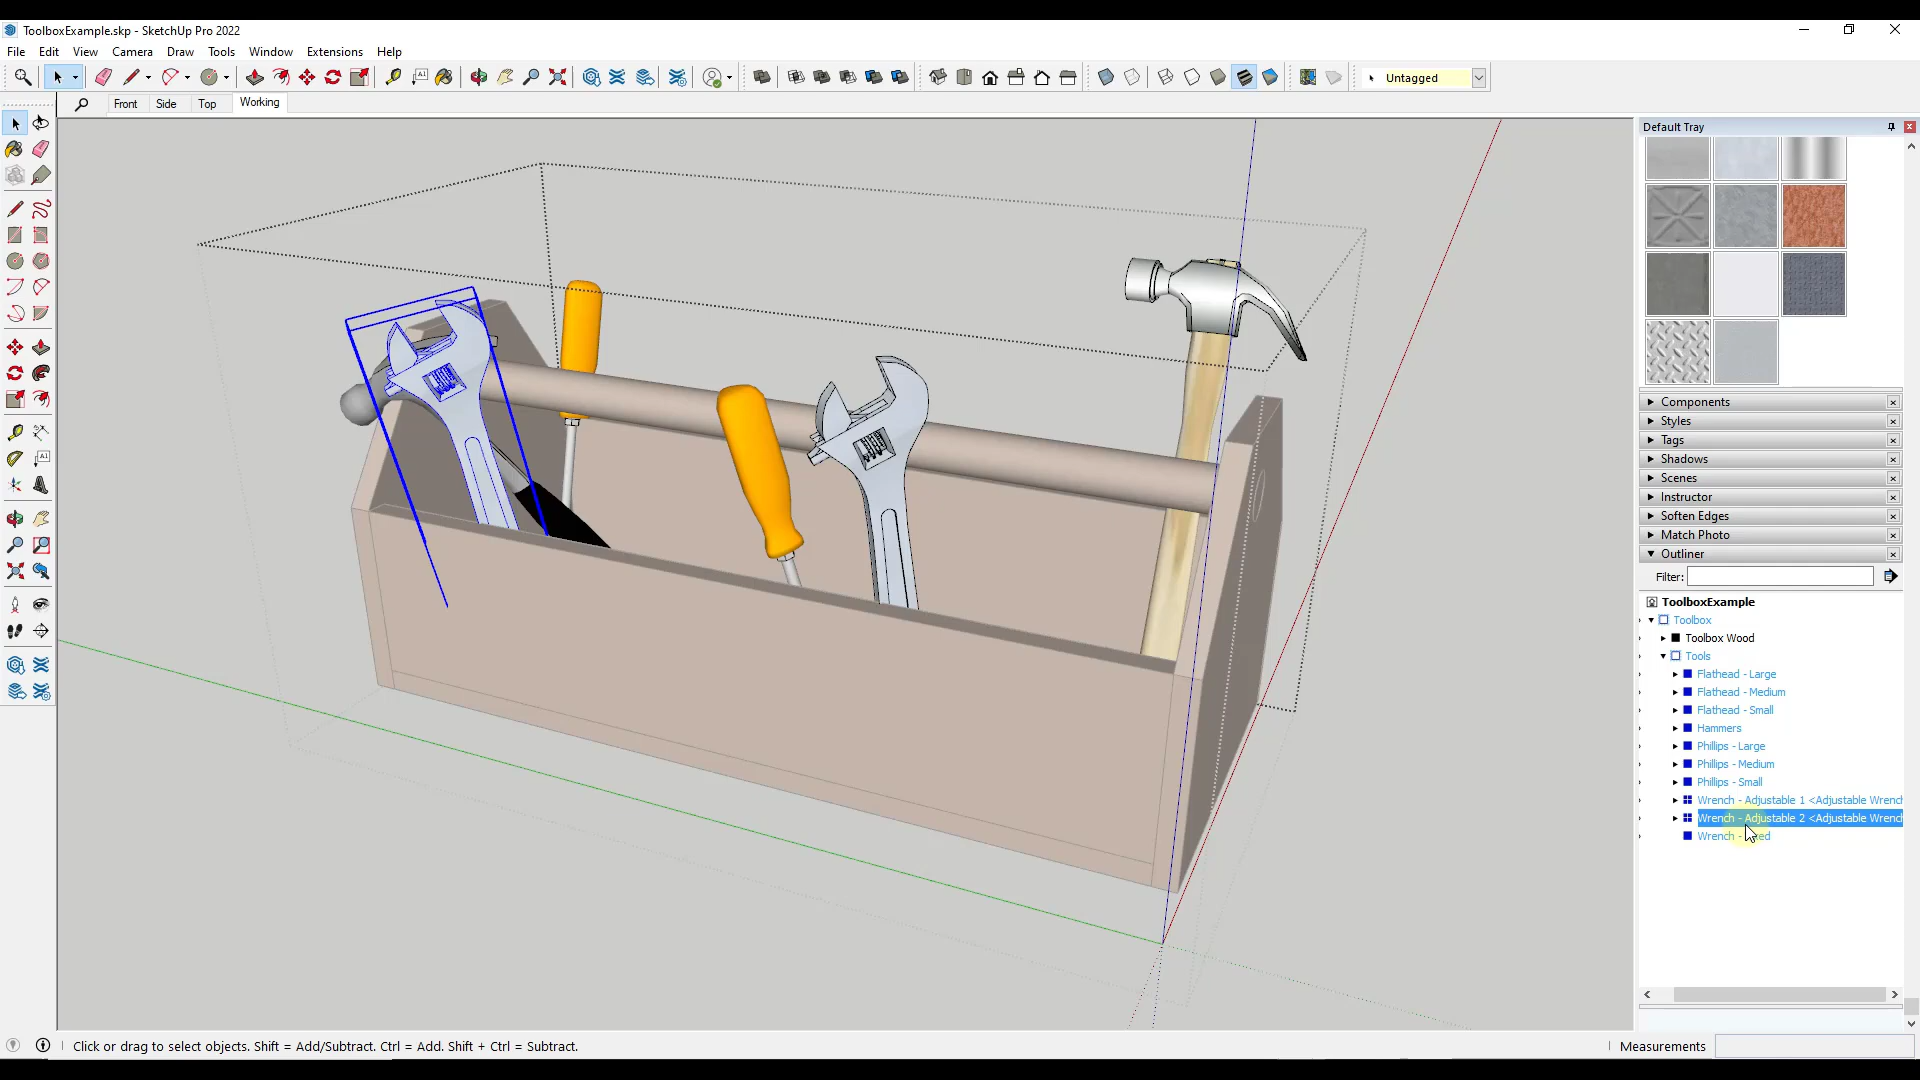 ToolboxExample.skp - SketchUp Pro 2022
File Edit View Camera Draw Tools Window Extensions Help
Untagged
Front Side Top Working
Default Tray
Components
Styles
Tags
Shadows
Scenes
Instructor
Soften Edges
Match Photo
Outliner
Filter:
ToolboxExample
Toolbox
Toolbox Wood
Tools
Flathead - Large
Flathead - Medium
Flathead - Small
Hammers
Phillips - Large
Phillips - Medium
Phillips - Small
Wrench - Adjustable 1 <Adjustable Wrench
Wrench - Adjustable 2 <Adjustable Wrench
Wrench -
Click or drag to select objects. Shift = Add/Subtract. Ctrl = Add. Shift + Ctrl = Subtract.
Measurements